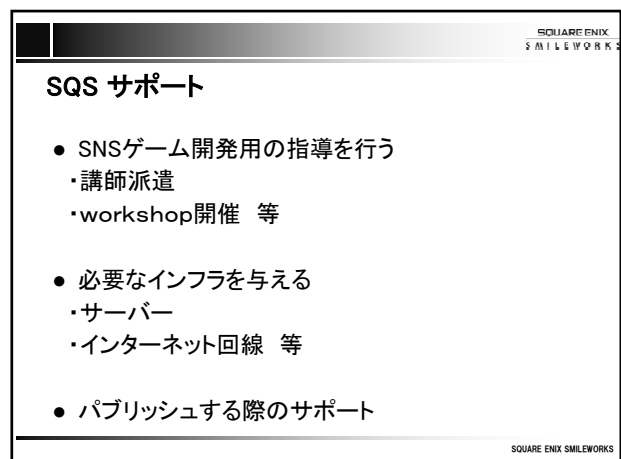 SQUARE ENIX
SMILEWORKS
SQS サポート
● SNSゲーム開発用の指導を行う
・講師派遣
・workshop開催 等
● 必要なインフラを与える
・サーバー
・インターネット回線 等
● パブリッシュする際のサポート
SQUARE ENIX SMILEWORKS